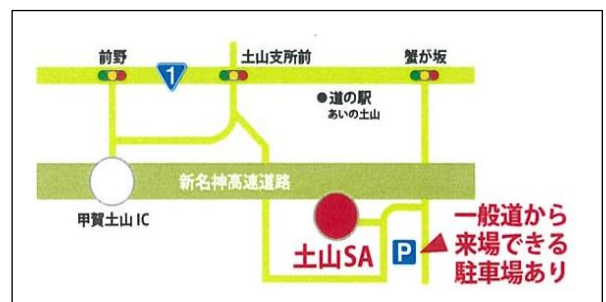 前野
土山支所前
蟹が坂
1
●道の駅
あいの土山
新名神高速道路
甲賀土山IC
土山SA
P
一般道から
来場できる
駐車場あり